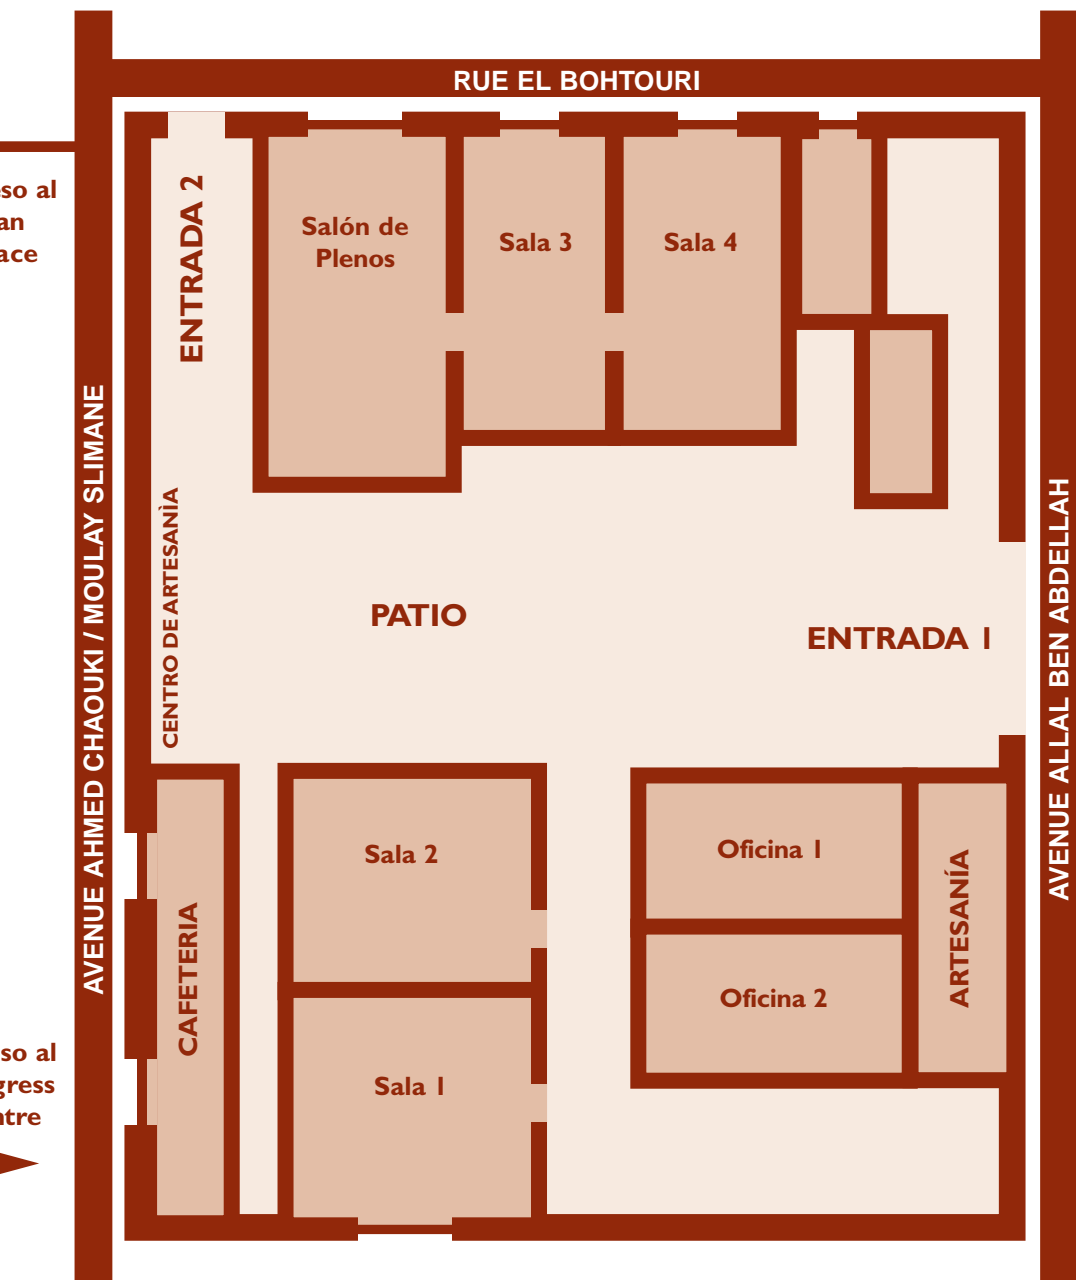 RUE EL BOHTOURI
so al
an
ace
ENTRADA 2
Salón de
Plenos
Sala 3
Sala 4
AVENUE AHMED CHAOUKI / MOULAY SLIMANE
CENTRO DE ARTESANÌA
PATIO
ENTRADA 1
AVENUE ALLAL BEN ABDELLAH
Sala 2
Oficina 1
CAFETERIA
ARTESANÍA
Oficina 2
so al
gress
ntre
Sala 1